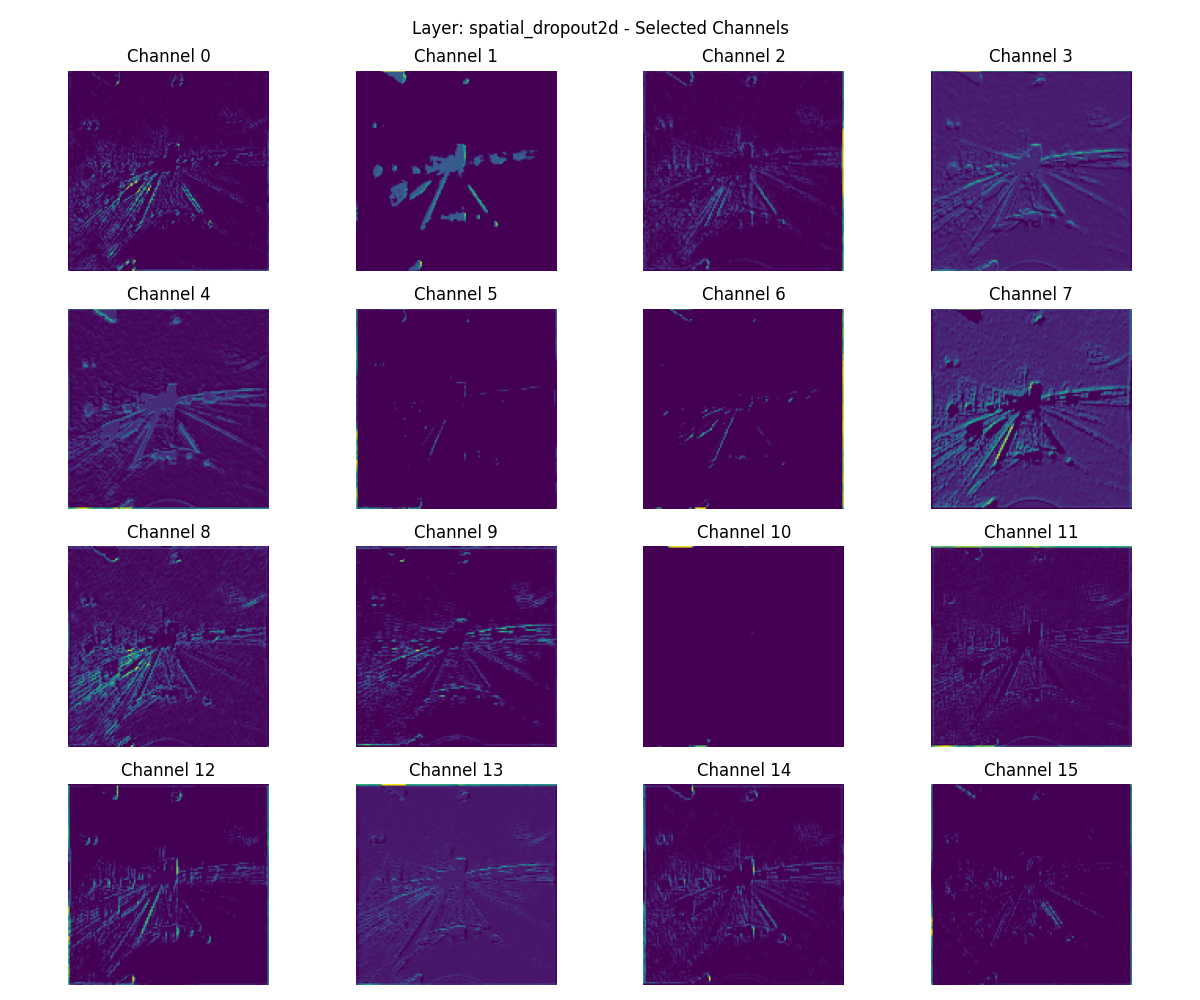 Layer: spatial_dropout2d - Selected Channels
Channel 0
Channel 1
Channel 2
Channel 3
Channel 4
Channel 5
Channel 6
Channel 7
Channel 8
Channel 9
Channel 10
Channel 11
Channel 12
Channel 13
Channel 14
Channel 15